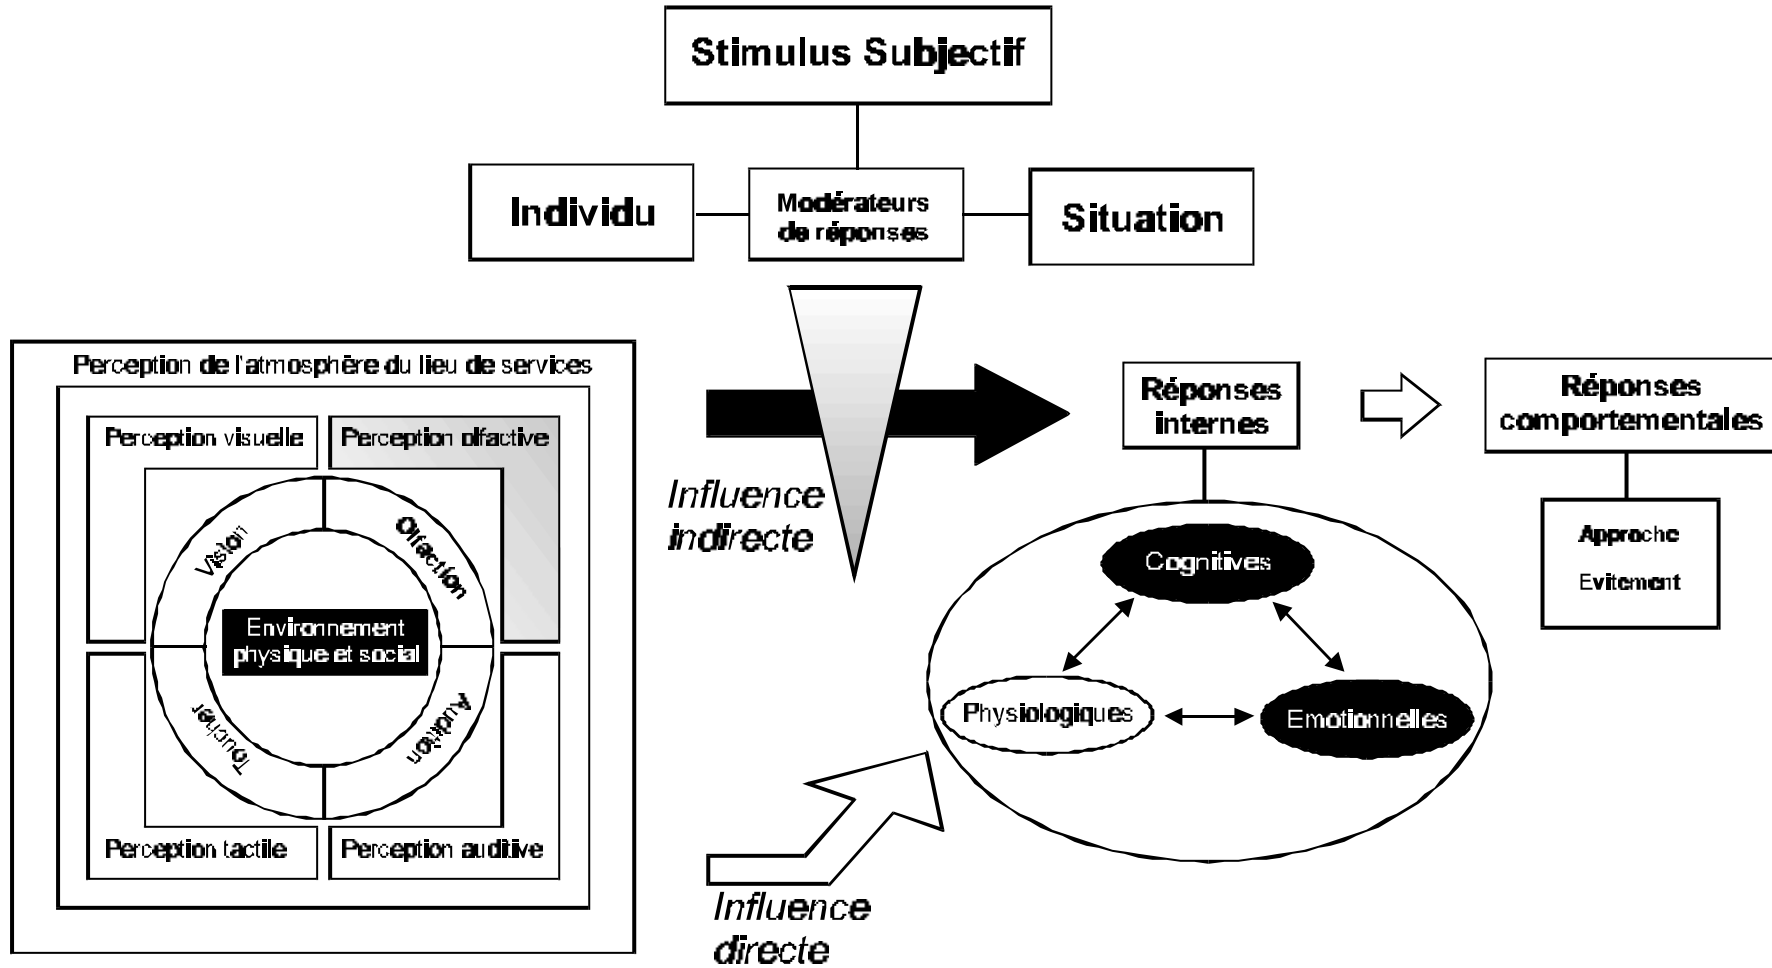 Stimulus Subjectif
Individu
Modérateurs
de réponses
Situation
Perception de l'atmosphère du lieu de services
Perception visuelle
Perception olfactive
Vision
Olfaction
Environnement
physique et social
Toucher
Audition
Perception tactile
Perception auditive
Influence
indirecte
Influence
directe
Réponses
internes
Cognitives
Physiologiques
Emotionnelles
Réponses
comportementales
Approche
Evitement